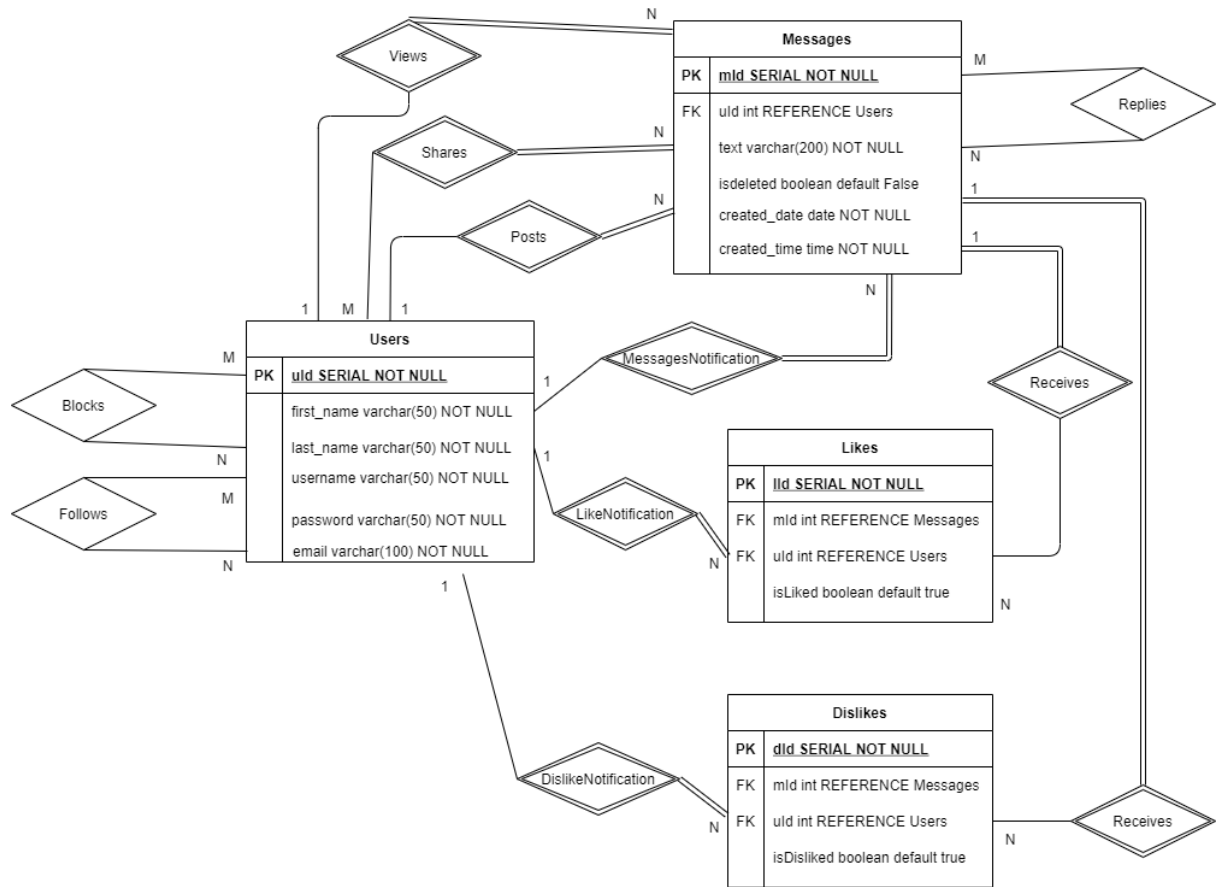 N
Messages
M
Views
PK mId SERIAL NOT NULL
Replies
FK uId int REFERENCE Users
N
Shares
text varchar(200) NOT NULL
N
isdeleted boolean default False
1
N
created_date date NOT NULL
Posts
1
created_time time NOT NULL
N
1 M 1
Users
M
MessagesNotification
PK uId SERIAL NOT NULL
1
Receives
Blocks
first_name varchar(50) NOT NULL
last_name varchar(50) NOT NULL
Likes
N
1
username varchar(50) NOT NULL
PK lId SERIAL NOT NULL
M
Follows
LikeNotification
password varchar(50) NOT NULL
FK mId int REFERENCE Messages
email varchar(100) NOT NULL
FK uId int REFERENCE Users
N
N
1
isLiked boolean default true
N
Dislikes
PK dId SERIAL NOT NULL
DislikeNotification
FK mId int REFERENCE Messages
FK uId int REFERENCE Users
Receives
N
N
isDisliked boolean default true